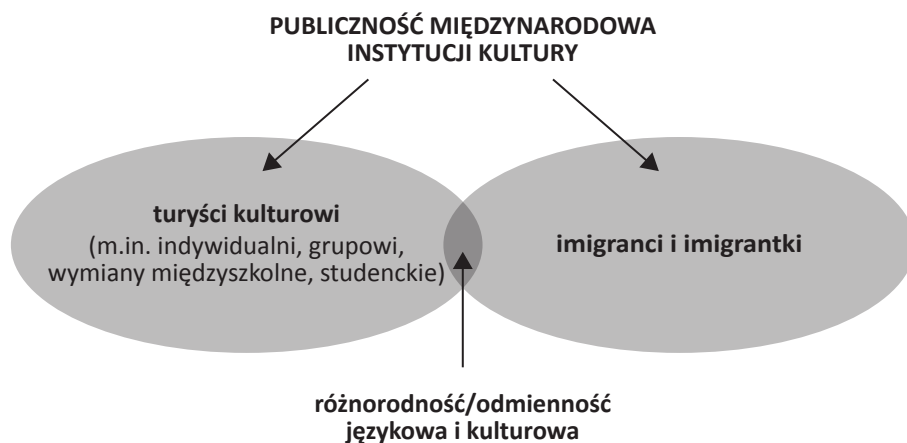 PUBLICZNOŚĆ MIĘDZYNARODOWA
INSTYTUCJI KULTURY
turyści kulturowi
(m.in. indywidualni, grupowi,
wymiany międzyszkolne, studenckie)
imigranci i imigrantki
różnorodność/odmienność
językowa i kulturowa